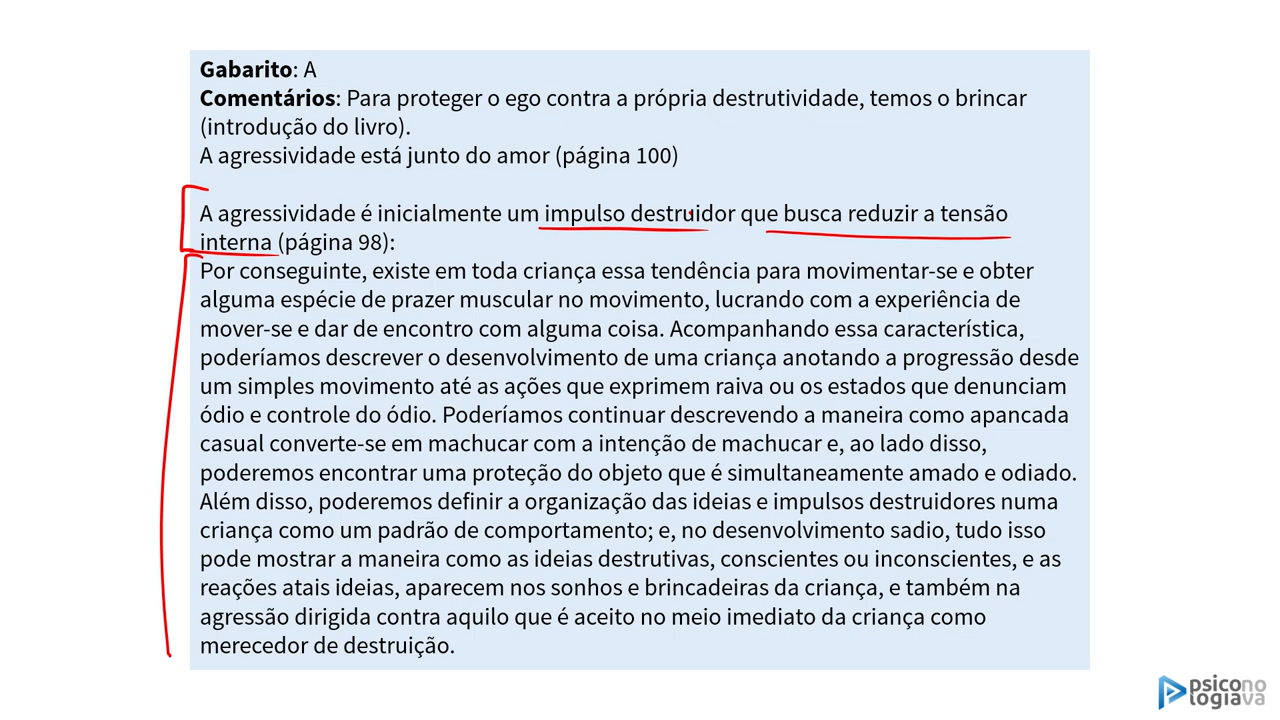 Gabarito: A
Comentários: Para proteger o ego contra a própria destrutividade, temos o brincar
(introdução do livro).
A agressividade está junto do amor (página 100)
A agressividade é inicialmente um impulso destruidor que busca reduzir a tensão
interna (página 98):
Por conseguinte, existe em toda criança essa tendência para movimentar-se e obter
alguma espécie de prazer muscular no movimento, lucrando com a experiência de
mover-se e dar de encontro com alguma coisa. Acompanhando essa característica,
poderíamos descrever o desenvolvimento de uma criança anotando a progressão desde
um simples movimento até as ações que exprimem raiva ou os estados que denunciam
ódio e controle do ódio. Poderíamos continuar descrevendo a maneira como apancada
casual converte-se em machucar com a intenção de machucar e, ao lado disso,
poderemos encontrar uma proteção do objeto que é simultaneamente amado e odiado.
Além disso, poderemos definir a organização das ideias e impulsos destruidores numa
criança como um padrão de comportamento; e, no desenvolvimento sadio, tudo isso
pode mostrar a maneira como as ideias destrutivas, conscientes ou inconscientes, e as
reações atais ideias, aparecem nos sonhos e brincadeiras da criança, e também na
agressão dirigida contra aquilo que é aceito no meio imediato da criança como
merecedor de destruição.
psicono
logiava